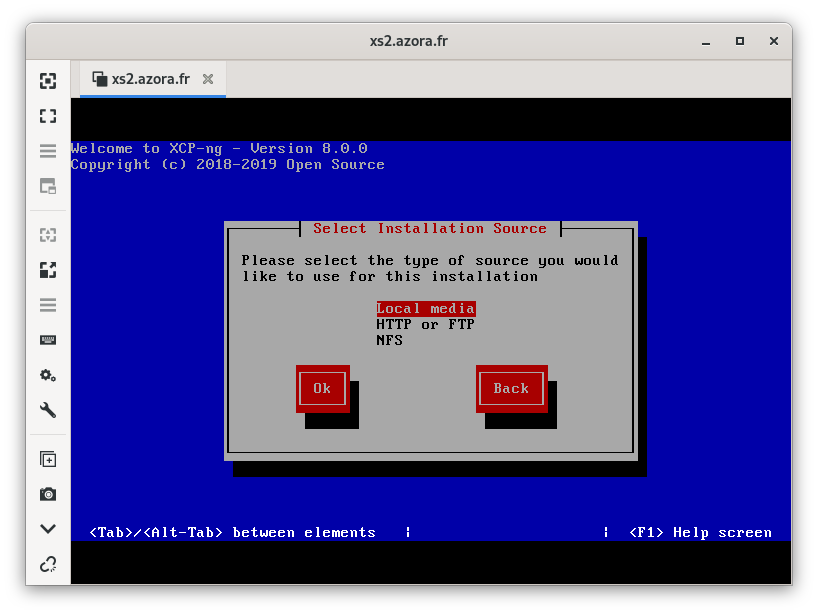 xs2.azora.fr
xs2.azora.fr
Welcome to XCP-ng - Version 8.0.0
Copyright (c) 2018-2019 Open Source
Select Installation Source
Please select the type of source you would
like to use for this installation
Local media
HTTP or FTP
NFS
Ok Back
<Tab>/<Alt-Tab> between elements | | <F1> Help screen